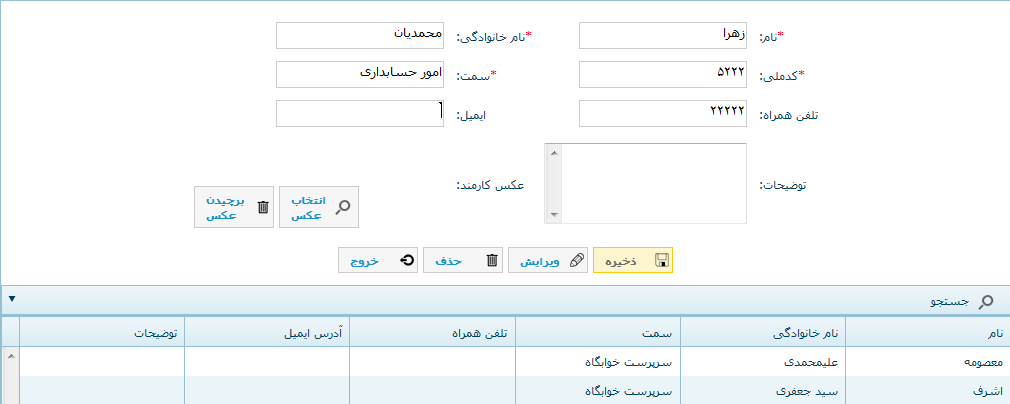 *نام: زهرا *نام خانوادگی: محمدیان
*کدملی: ۵۲۲۲ *سمت: امور حسابداری
تلفن همراه: ۲۲۲۲۲ ایمیل:
توضیحات: عکس کارمند:
انتخاب عکس برچیدن عکس
ذخیره ویرایش حذف خروج
جستجو
نام نام خانوادگی سمت تلفن همراه آدرس ایمیل توضیحات
معصومه علیمحمدی سرپرست خوابگاه
اشرف سید جعفری سرپرست خوابگاه